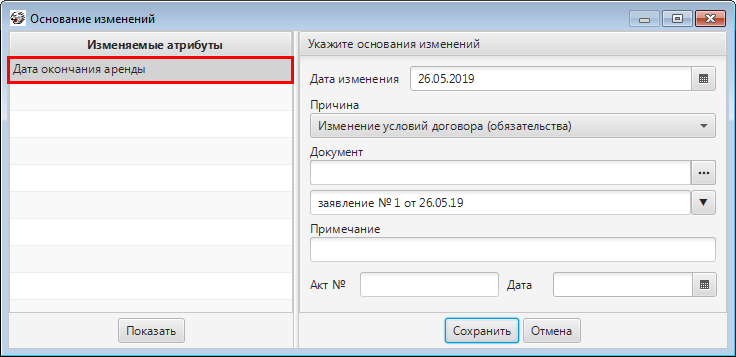 Основание изменений
Изменяемые атрибуты
Дата окончания аренды
Показать
Укажите основания изменений
Дата изменения 26.05.2019
Причина
Изменение условий договора (обязательства)
Документ
...
заявление № 1 от 26.05.19
Примечание
Акт № Дата
Сохранить Отмена